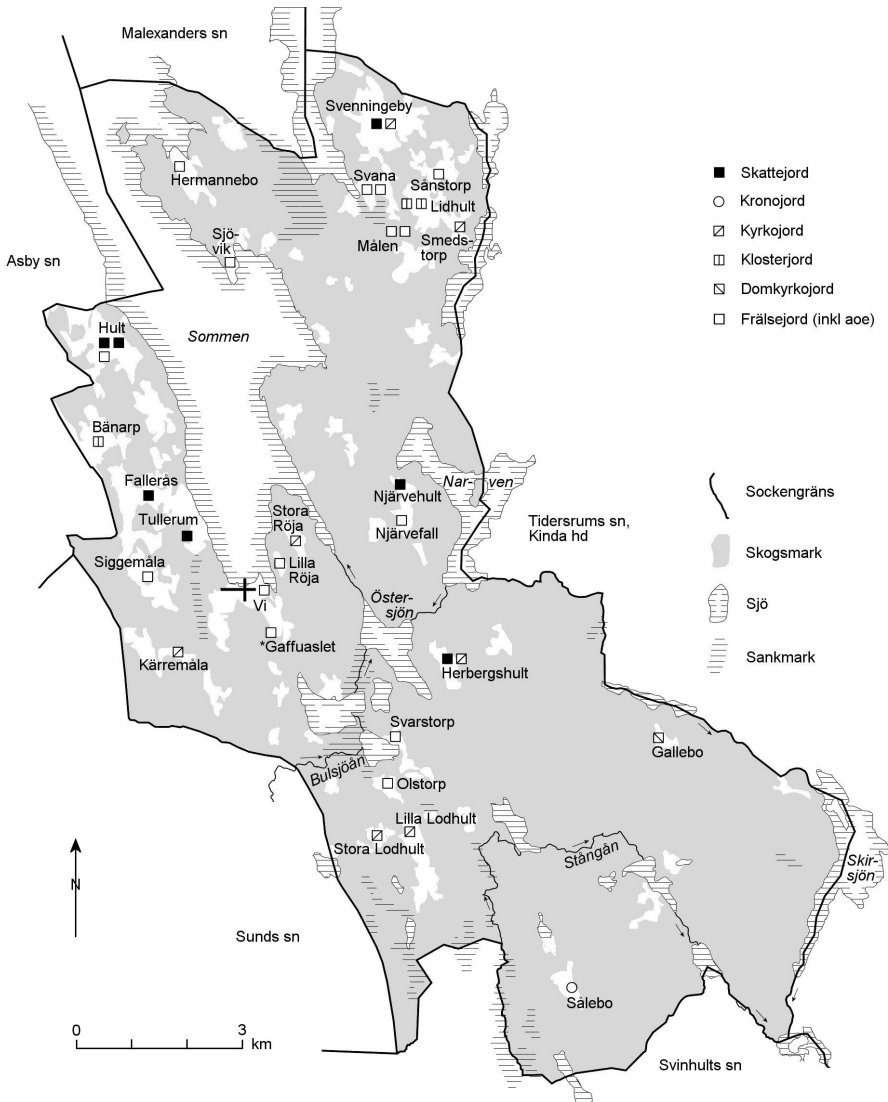 Malexanders sn
Svenningeby
Hermannebo
Svana
Sånstorp
Lidhult
Målen
Smeds-
torp
Sjö-
vik
Asby sn
Sommen
Hult
Bänarp
Fallerås
Tullerum
Siggemåla
Stora
Röja
Lilla
Röja
Vi
*Gaffuaslet
Kärremåla
Njärvehult
Njärvefall
Nar-
ven
Tidersrums sn,
Kinda hd
Öster-
sjön
Herbergshult
Svarstorp
Bulsjöån
Olstorp
Lilla Lodhult
Stora Lodhult
Gallebo
Stångån
Skir-
sjön
Sålebo
Sunds sn
Svinhults sn
N
0 3
km
Skattejord
Kronojord
Kyrkojord
Klosterjord
Domkyrkojord
Frälsejord (inkl aoe)
Sockengräns
Skogsmark
Sjö
Sankmark